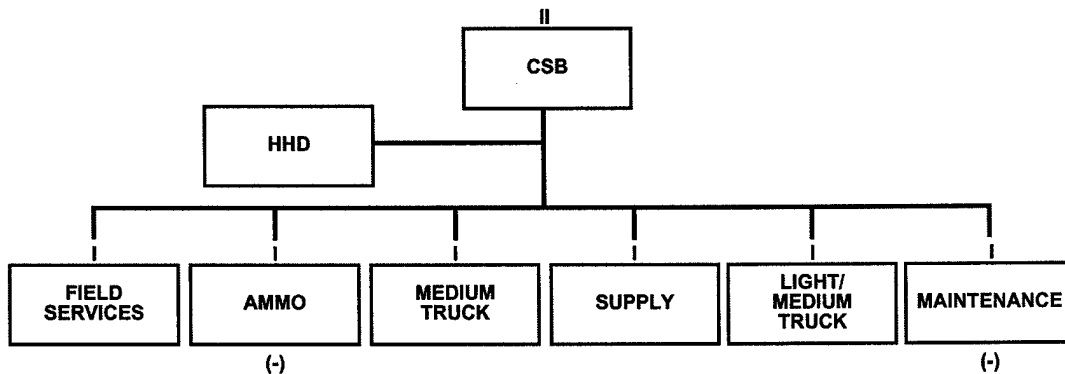 II
CSB
HHD
I I I I I I
FIELD
SERVICES
AMMO
MEDIUM
TRUCK
SUPPLY
LIGHT/
MEDIUM
TRUCK
MAINTENANCE
(-)
(-)